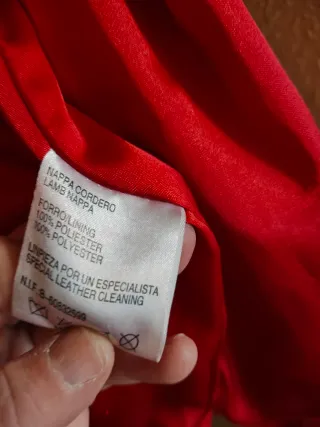 NAPPA CORDERO
LAMB NAPPA
FORRO/LINING
100% POLIESTER
100% POLYESTER
LIMPIEZA POR UN ESPECIALISTA
SPECIAL LEATHER CLEANING
N.I.F.